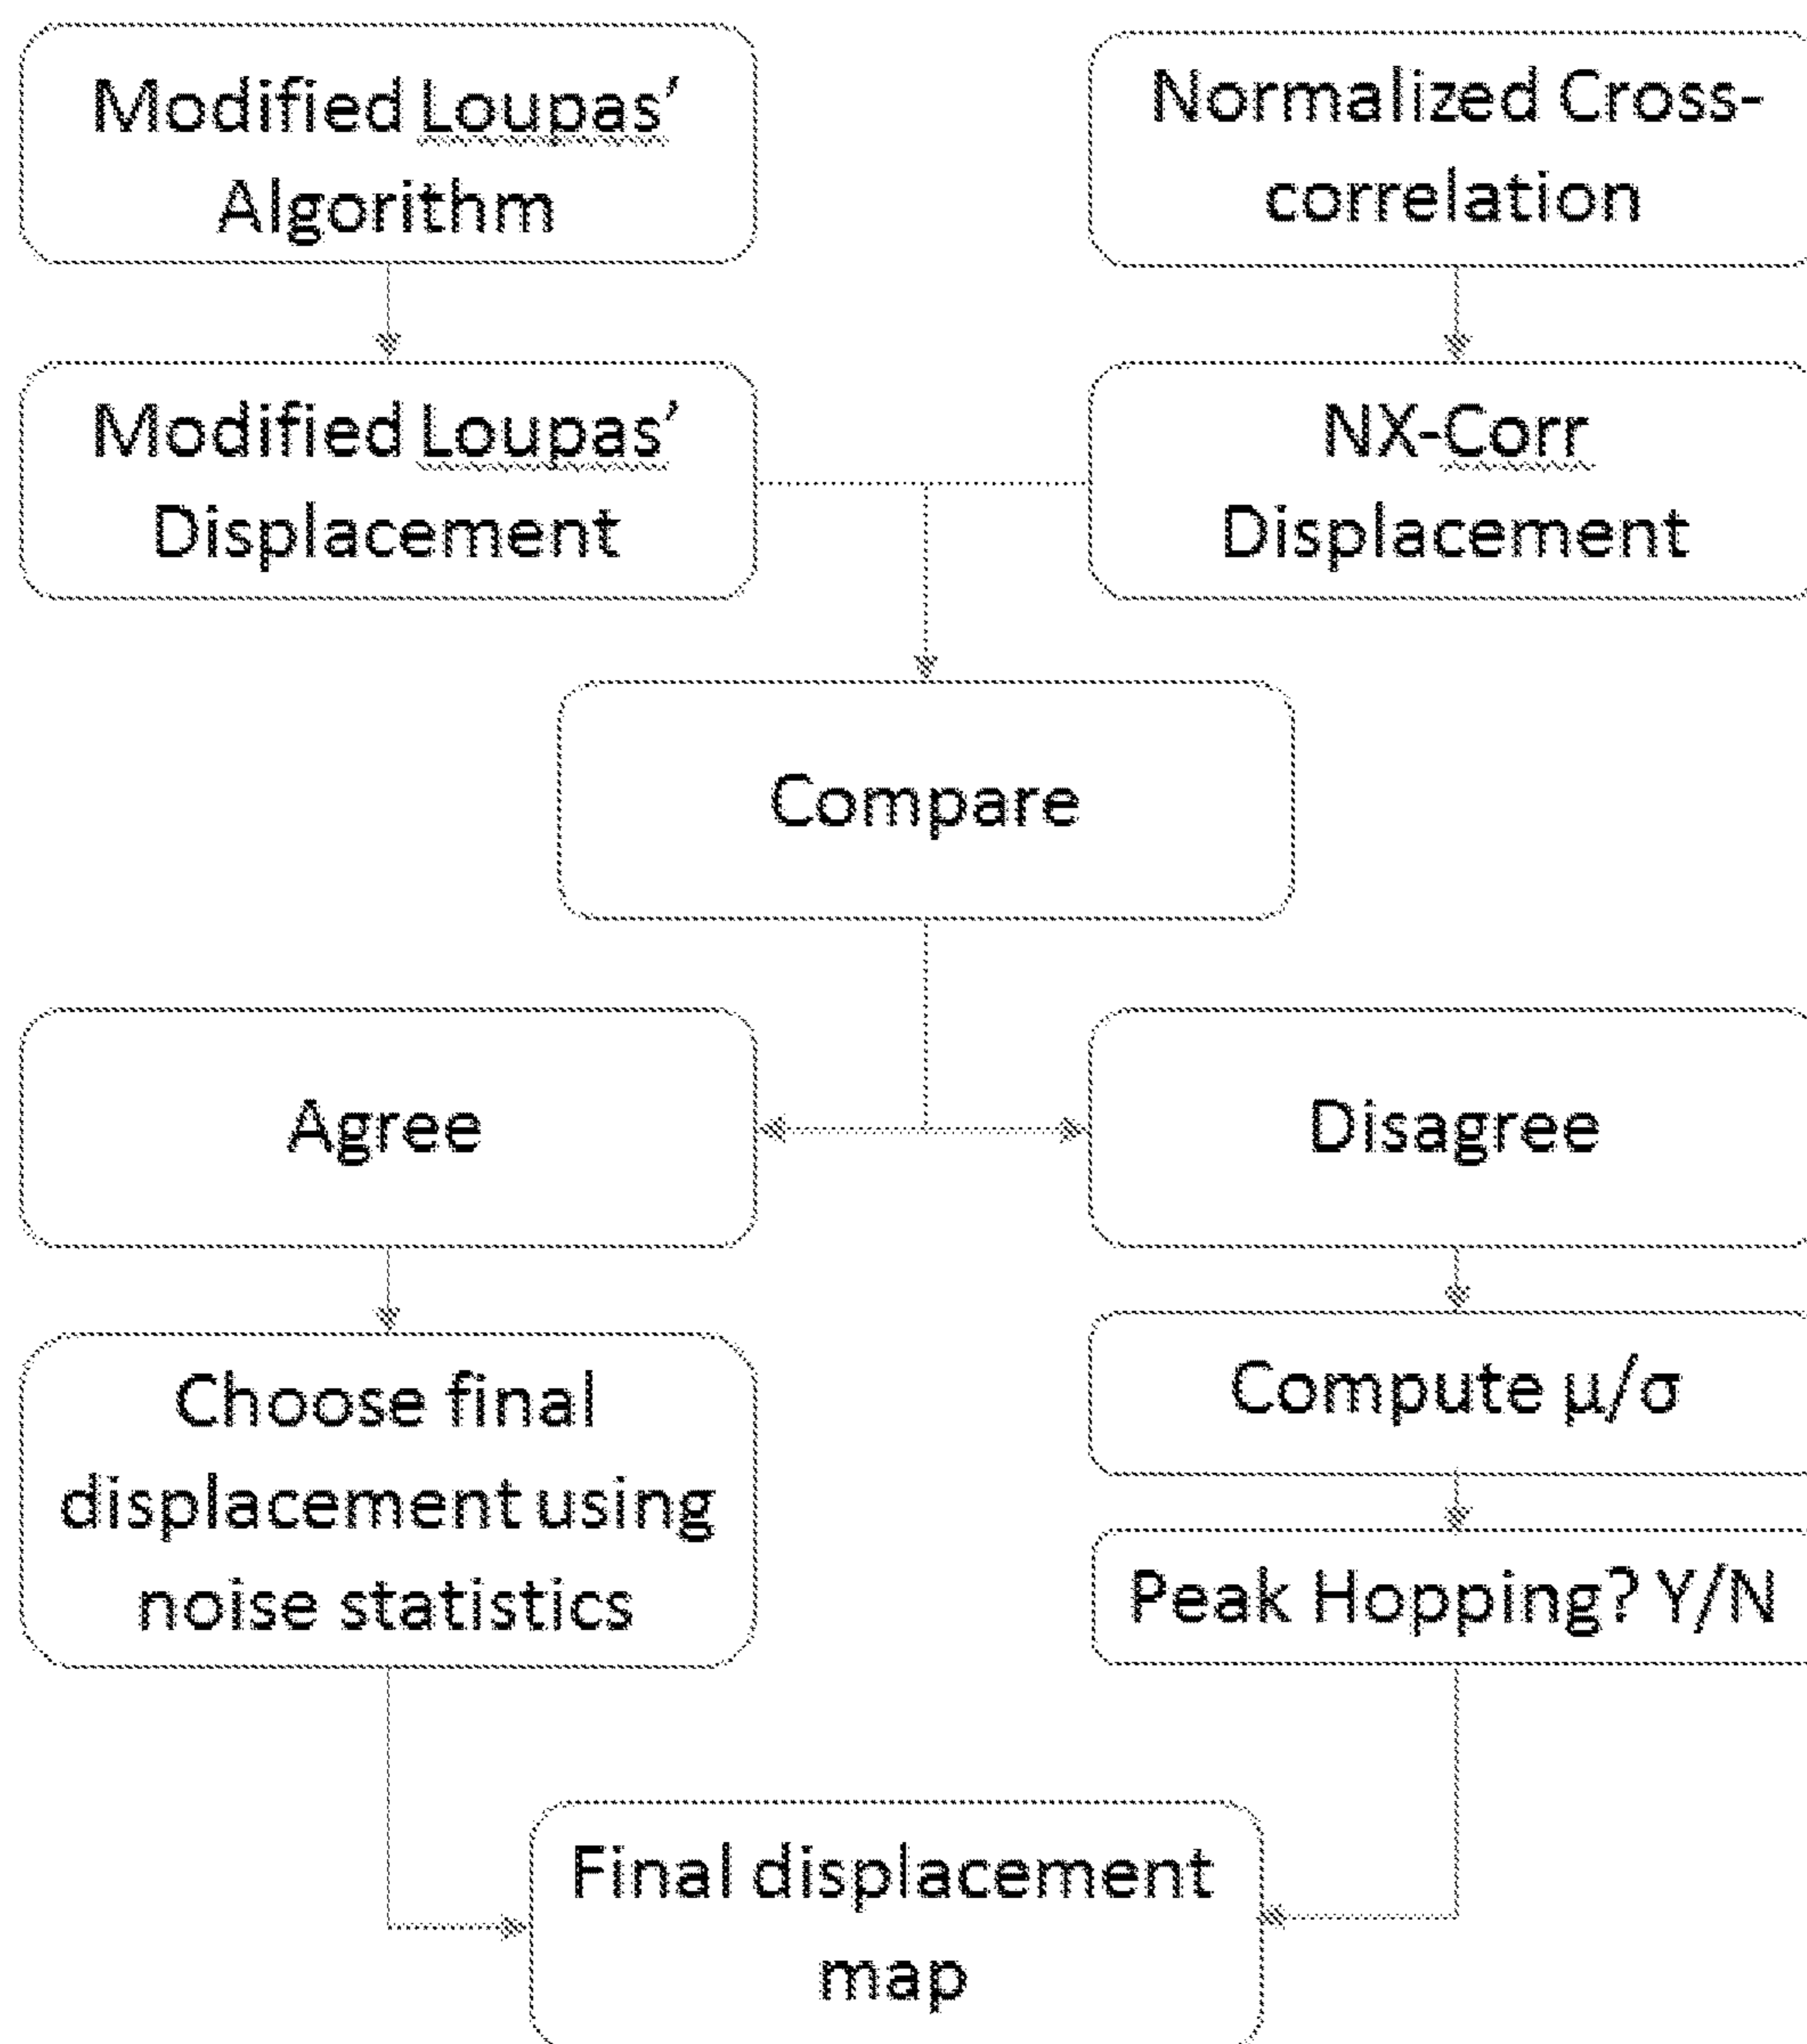 Modified Loupas’
Algorithm
Normalized Cross-
correlation
Modified Loupas’
Displacement
NX-Corr
Displacement
Compare
Agree
Disagree
Choose final
displacement using
noise statistics
Compute μ/σ
Peak Hopping? Y/N
Final displacement
map